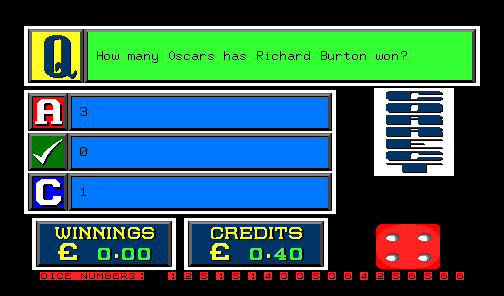 Q How many Oscars has Richard Burton won?
A 3
0
C 1
WINNINGS CREDITS
£ 0.00 £ 0.40
DICE NUMBERS: